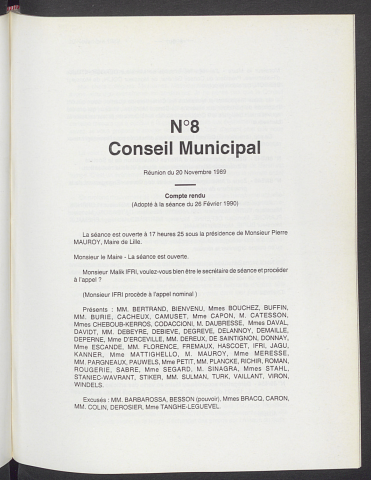 N°8
Conseil Municipal
Réunion du 20 Novembre 1989
Compte rendu
(Adopté à la séance du 26 Février 1990)
La séance est ouverte à 17 heures 25 sous la présidence de Monsieur Pierre
MAUROY, Maire de Lille.
Monsieur le Maire - La séance est ouverte.
Monsieur Malik IFRI, voulez-vous bien être le secrétaire de séance et procéder
à l'appel ?
(Monsieur IFRI procède à l'appel nominal )
Présents : MM. BERTRAND, BIENVENU, Mmes BOUCHEZ, BUFFIN,
MM. BURIE, CACHEUX, CAMUSET, Mme CAPON, M. CATESSON,
Mmes CHEBOUB-KERROS, CODACCIONI, M. DAUBRESSE, Mmes DAVAL,
DAVIDT, MM. DEBEYRE, DEBIEVE, DEGREVE, DELANNOY, DEMAILLE,
DEPERNE, Mme D'ERCEVILLE, MM. DEREUX, DE SAINTIGNON, DONNAY,
Mme ESCANDE, MM. FLORENCE, FREMAUX, HASCOET, IFRI, JAGU,
KANNER, Mme MATTIGHELLO, M. MAUROY, Mme MERESSE,
MM. PARGNEAUX, PAUWELS, Mme PETIT, MM. PLANCKE, RICHIR, ROMAN,
ROUGERIE, SABRE, Mme SEGARD, M. SINAGRA, Mmes STAHL,
STANIEC-WAVRANT, STIKER, MM. SULMAN, TURK, VAILLANT, VIRON,
WINDELS.
Excusés : MM. BARBAROSSA, BESSON (pouvoir), Mmes BRACQ, CARON,
MM. COLIN, DEROSIER, Mme TANGHE-LEGUEVEL.